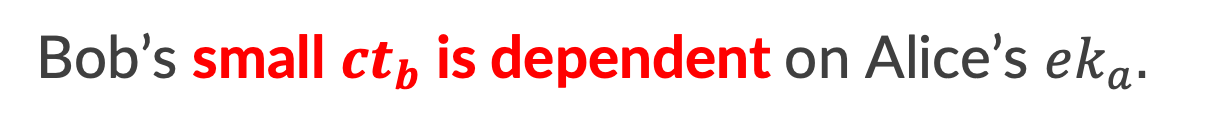 Bob’s small ct_b is dependent on Alice’s ek_a.